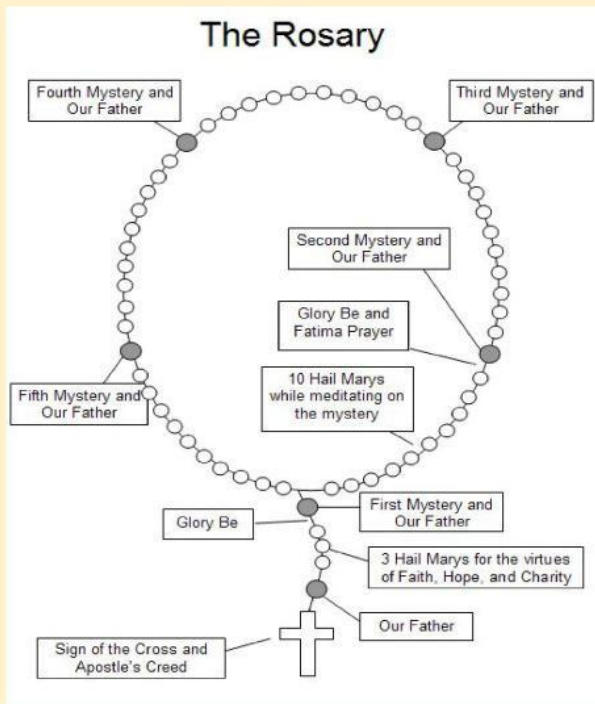 The Rosary
Fourth Mystery and
Our Father
Third Mystery and
Our Father
Second Mystery and
Our Father
Glory Be and
Fatima Prayer
10 Hail Marys
while meditating on
the mystery
Fifth Mystery and
Our Father
First Mystery and
Our Father
Glory Be
3 Hail Marys for the virtues
of Faith, Hope, and Charity
Our Father
Sign of the Cross and
Apostle's Creed